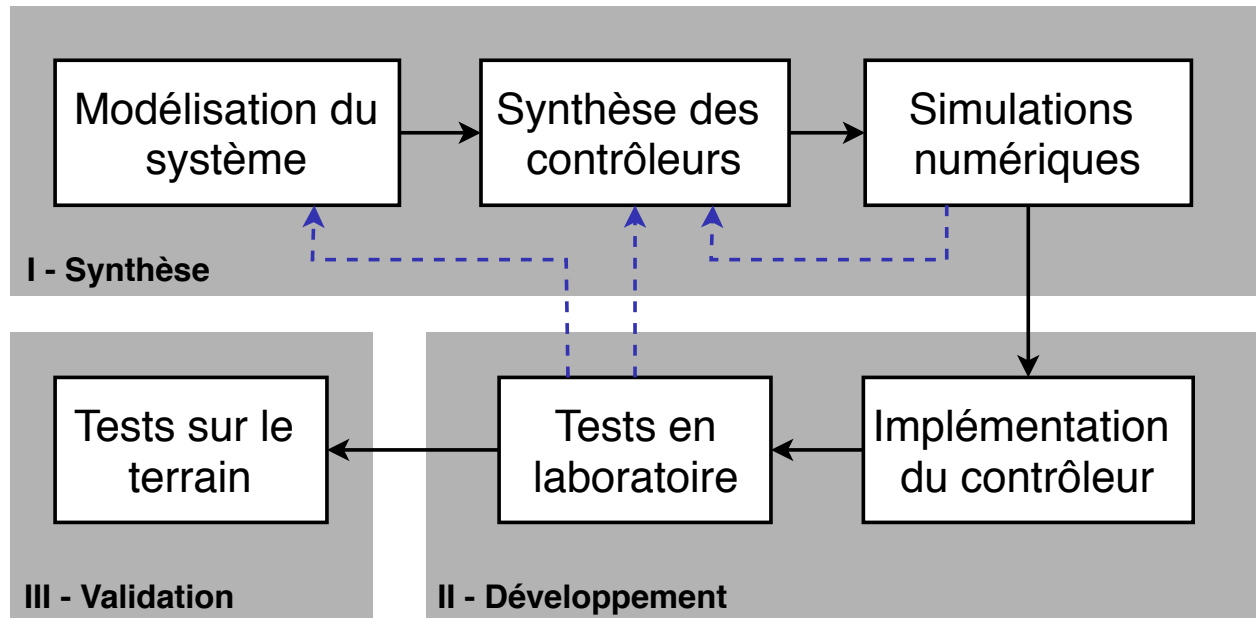 Modélisation du
système
Synthèse des
contrôleurs
Simulations
numériques
I - Synthèse
Tests sur le
terrain
Tests en
laboratoire
Implémentation
du contrôleur
III - Validation
II - Développement